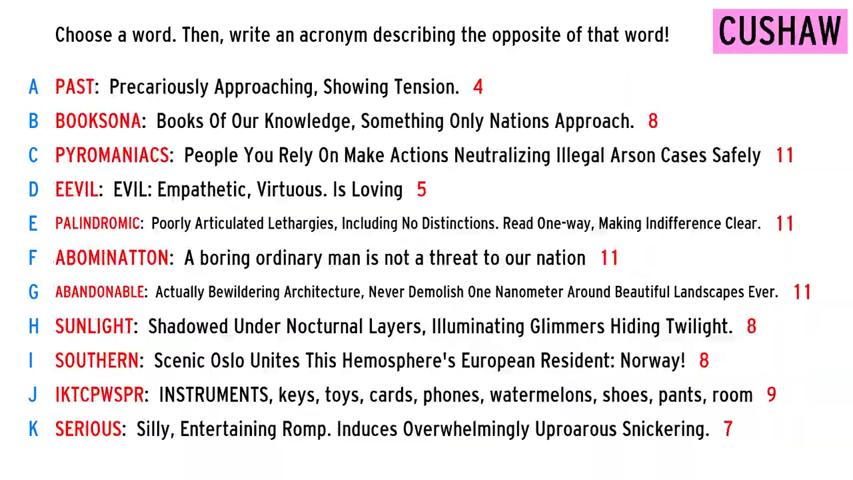 Choose a word. Then, write an acronym describing the opposite of that word!
CUSHAW
A PAST: Precariously Approaching, Showing Tension. 4
B BOOKSONA: Books Of Our Knowledge, Something Only Nations Approach. 8
C PYROMANIACS: People You Rely On Make Actions Neutralizing Illegal Arson Cases Safely 11
D EEVIL: EVIL: Empathetic, Virtuous. Is Loving 5
E PALINDROMIC: Poorly Articulated Lethargies, Including No Distinctions. Read One-way, Making Indifference Clear. 11
F ABOMINATTON: A boring ordinary man is not a threat to our nation 11
G ABANDONABLE: Actually Bewildering Architecture, Never Demolish One Nanometer Around Beautiful Landscapes Ever. 11
H SUNLIGHT: Shadowed Under Nocturnal Layers, Illuminating Glimmers Hiding Twilight. 8
I SOUTHERN: Scenic Oslo Unites This Hemosphere's European Resident: Norway! 8
J IKTCPWSPR: INSTRUMENTS, keys, toys, cards, phones, watermelons, shoes, pants, room 9
K SERIOUS: Silly, Entertaining Romp. Induces Overwhelmingly Uproarous Snickering. 7